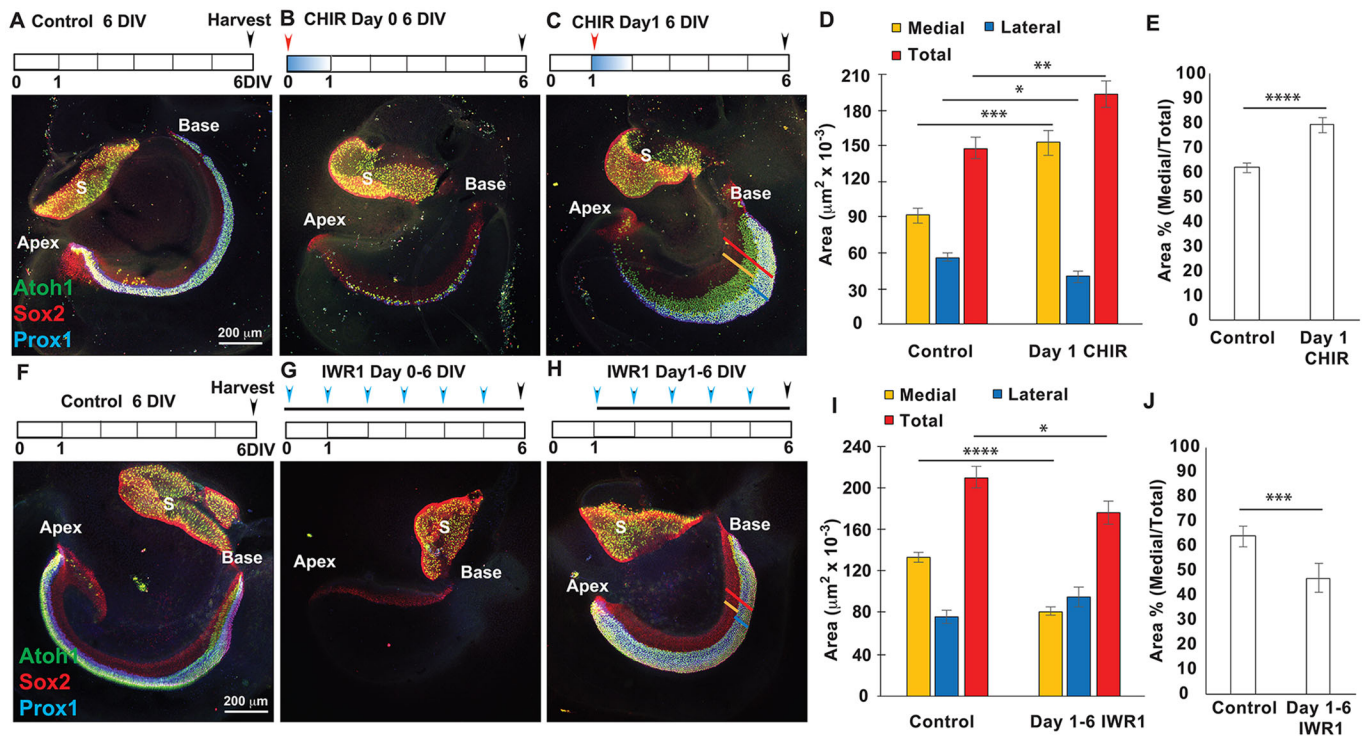 A Control 6 DIV
Harvest
0 1 6DIV
Base
S
Apex
Atoh1
Sox2
Prox1
200 μm
B CHIR Day 0 6 DIV
0 1 6
S
Base
Apex
C CHIR Day1 6 DIV
0 1 6
S
Base
Apex
D
Medial Lateral
Total
Area (μm² x 10⁻³)
210
180
150
120
90
60
30
0
**
*
***
Control Day 1 CHIR
E
Area % (Medial/Total)
100
90
80
70
60
50
40
30
20
10
0
****
Control Day 1
CHIR
F
Control 6 DIV
Harvest
0 1 6DIV
S
Apex
Base
Atoh1
Sox2
Prox1
200 μm
G IWR1 Day 0-6 DIV
0 1 6
S
Apex
Base
H IWR1 Day1-6 DIV
0 1 6
S
Base
Apex
I
Medial Lateral
Total
Area (μm² x 10⁻³)
240
200
160
120
80
40
0
*
****
Control Day 1-6 IWR1
J
Area % (Medial/Total)
100
90
80
70
60
50
40
30
20
10
0
***
Control Day 1-6
IWR1